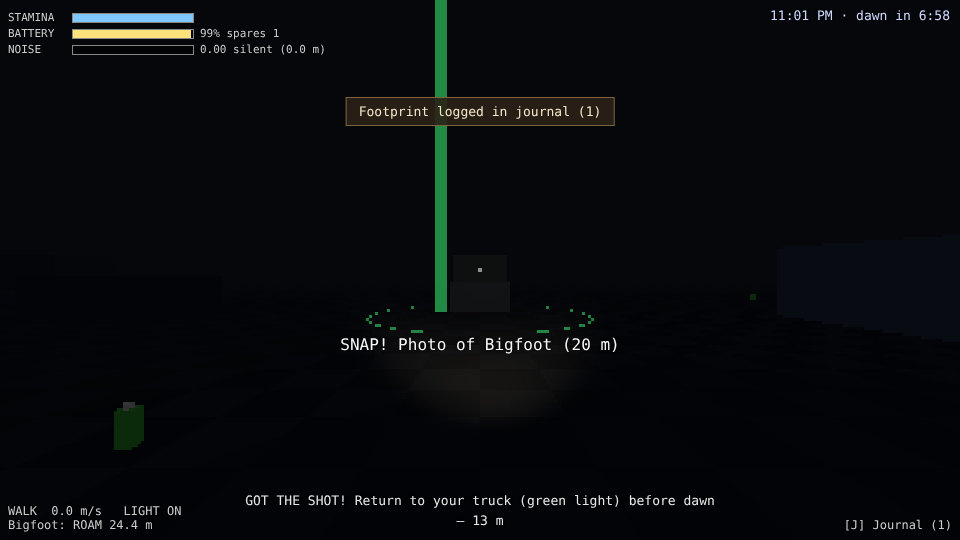 STAMINA
11:01 PM · dawn in 6:58
BATTERY 99% spares 1
NOISE 0.00 silent (0.0 m)
Footprint logged in journal (1)
SNAP! Photo of Bigfoot (20 m)
GOT THE SHOT! Return to your truck (green light) before dawn
— 13 m
WALK 0.0 m/s LIGHT ON
Bigfoot: ROAM 24.4 m
[J] Journal (1)